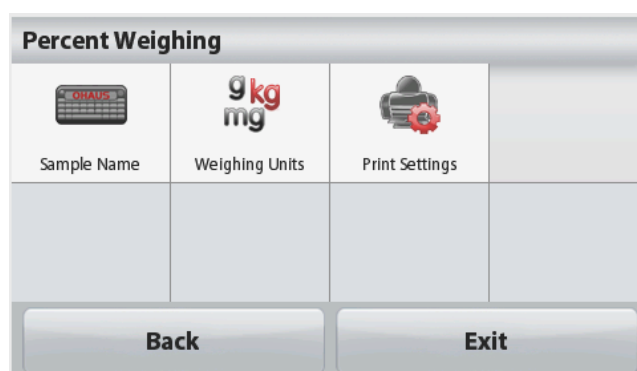 Percent Weighing
OHAUS
g kg
mg
Sample Name
Weighing Units
Print Settings
Back
Exit